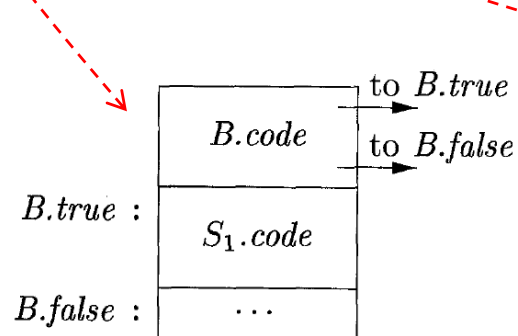 to B.true
B.code
to B.false
B.true :
S₁.code
B.false :
...